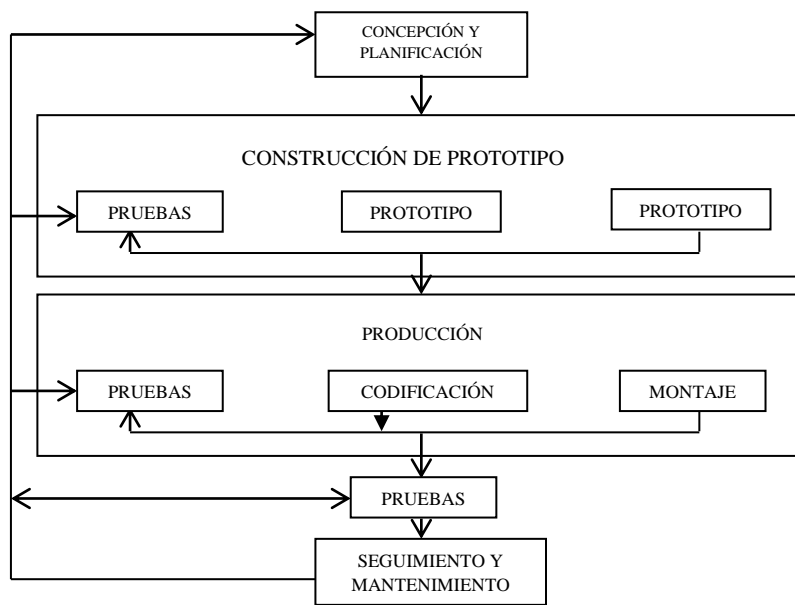 CONCEPCIÓN Y
PLANIFICACIÓN
CONSTRUCCIÓN DE PROTOTIPO
PRUEBAS
PROTOTIPO
PROTOTIPO
PRODUCCIÓN
PRUEBAS
CODIFICACIÓN
MONTAJE
PRUEBAS
SEGUIMIENTO Y
MANTENIMIENTO